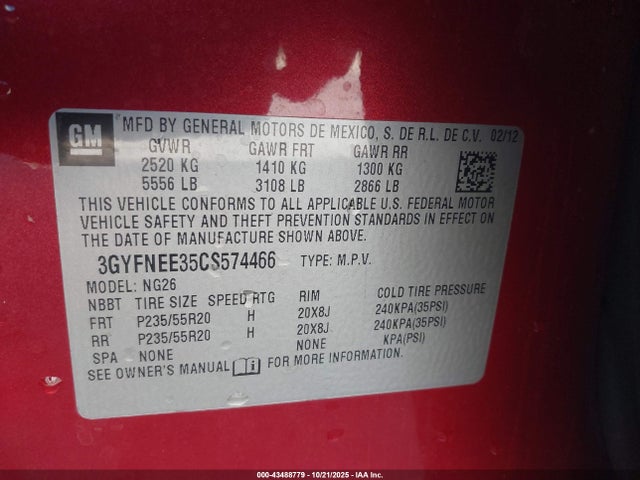 GM
MFD BY GENERAL MOTORS DE MEXICO, S. DE R.L. DE C.V. 02/12
GVWR GAWR FRT GAWR RR
2520 KG 1410 KG 1300 KG
5556 LB 3108 LB 2866 LB
THIS VEHICLE CONFORMS TO ALL APPLICABLE U.S. FEDERAL MOTOR
VEHICLE SAFETY AND THEFT PREVENTION STANDARDS IN EFFECT ON
THE DATE OF MANUFACTURE SHOWN ABOVE.
3GYFNEE35CS574466 TYPE: M.P.V.
MODEL: NG26
NBBT TIRE SIZE SPEED RTG RIM COLD TIRE PRESSURE
FRT P235/55R20 H 20X8J 240KPA(35PSI)
RR P235/55R20 H 20X8J 240KPA(35PSI)
SPA NONE NONE KPA(PSI)
SEE OWNER'S MANUAL FOR MORE INFORMATION.
000-43488779 - 10/21/2025 - IAA Inc.